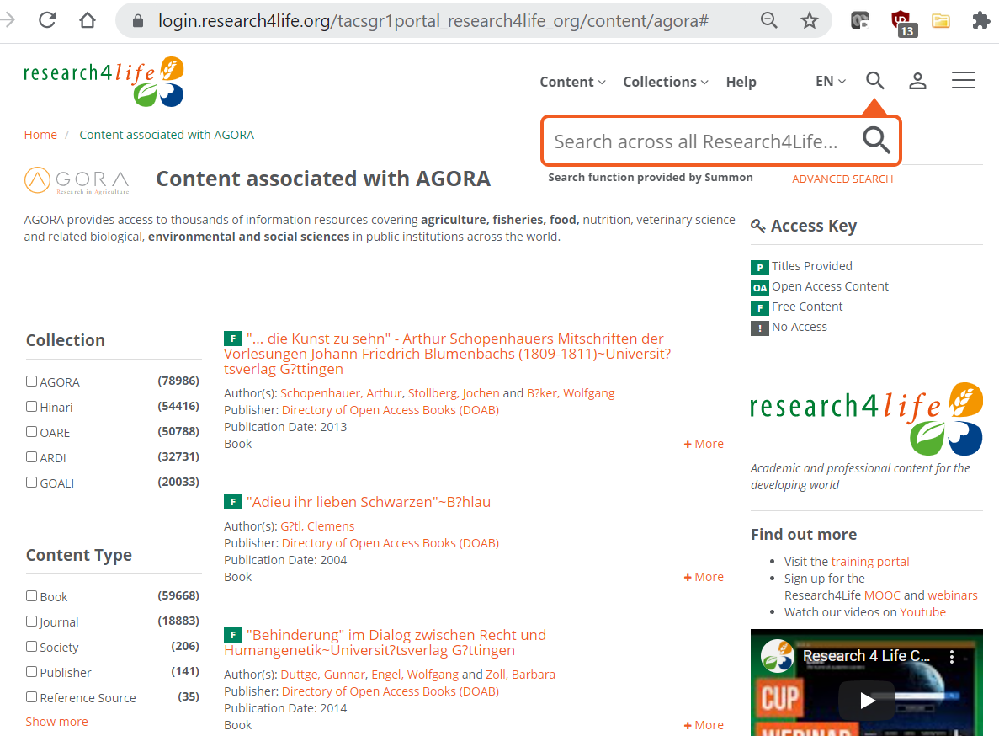 login.research4life.org/tacsgr1portal_research4life_org/content/agora#
13
research4life
Content
Collections
Help
EN
Search across all Research4Life...
Search function provided by Summon
ADVANCED SEARCH
Home / Content associated with AGORA
AGORA
Research in Agriculture
Content associated with AGORA
AGORA provides access to thousands of information resources covering agriculture, fisheries, food, nutrition, veterinary science
and related biological, environmental and social sciences in public institutions across the world.
Collection
AGORA (78986)
Hinari (54416)
OARE (50788)
ARDI (32731)
GOALI (20033)
Content Type
Book (59668)
Journal (18883)
Society (206)
Publisher (141)
Reference Source (35)
Show more
F "... die Kunst zu sehn" - Arthur Schopenhauers Mitschriften der
Vorlesungen Johann Friedrich Blumenbachs (1809-1811)~Universit?
tsverlag G?ttingen
Author(s): Schopenhauer, Arthur, Stollberg, Jochen and B?ker, Wolfgang
Publisher: Directory of Open Access Books (DOAB)
Publication Date: 2013
Book
+ More
F "Adieu ihr lieben Schwarzen"~B?hlau
Author(s): G?tl, Clemens
Publisher: Directory of Open Access Books (DOAB)
Publication Date: 2004
Book
+ More
F "Behinderung" im Dialog zwischen Recht und
Humangenetik~Universit?tsverlag G?ttingen
Author(s): Duttge, Gunnar, Engel, Wolfgang and Zoll, Barbara
Publisher: Directory of Open Access Books (DOAB)
Publication Date: 2014
Book
+ More
Access Key
P Titles Provided
OA Open Access Content
F Free Content
! No Access
research4life
Academic and professional content for the
developing world
Find out more
Visit the training portal
Sign up for the
Research4Life MOOC and webinars
Watch our videos on Youtube
Research 4 Life C...
CUP
WEBINAR